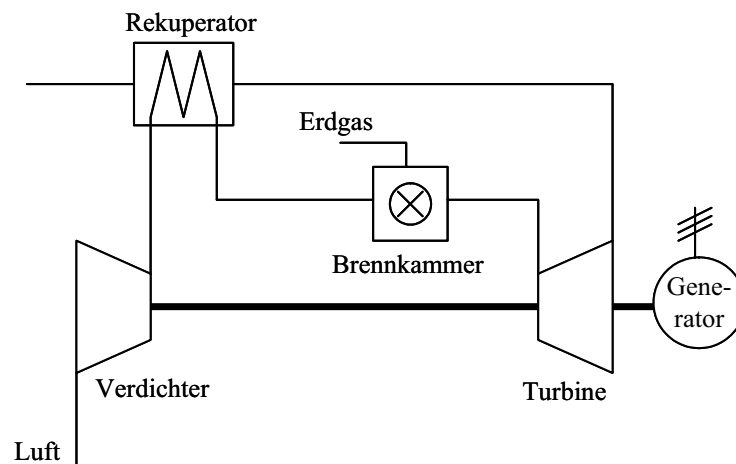 Rekuperator
Erdgas
Brennkammer
Gene-
rator
Verdichter
Turbine
Luft